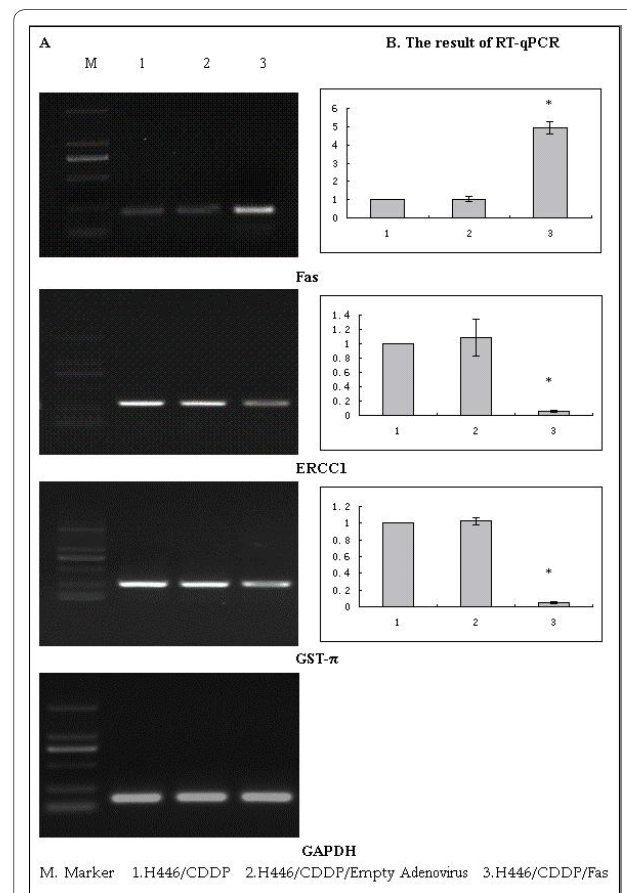 A
B. The result of RT-qPCR
M 1 2 3
6
5
4
3
2
1
0
*
1 2 3
Fas
1.4
1.2
1
0.8
0.6
0.4
0.2
0
*
1 2 3
ERCC1
1.2
1
0.8
0.6
0.4
0.2
0
*
1 2 3
GST-π
GAPDH
M. Marker 1.H446/CDDP 2.H446/CDDP/Empty Adenovirus 3.H446/CDDP/Fas